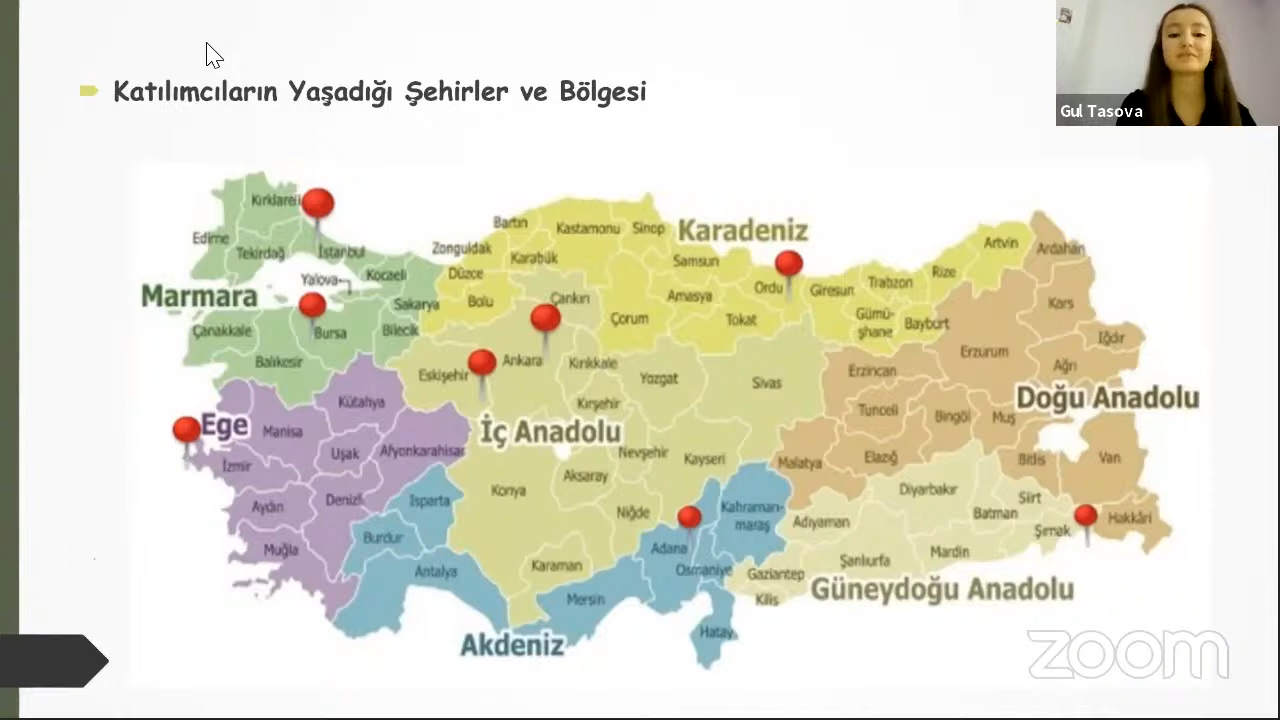 Katılımcıların Yaşadığı Şehirler ve Bölgesi
Gul Tasova
Kırklareli
Edirne
Tekirdağ
İstanbul
Yalova
Kocaeli
Marmara
Sakarya
Çanakkale
Bursa
Bilecik
Balıkesir
Bartın
Kastamonu
Sinop
Karadeniz
Zonguldak
Karabük
Samsun
Düzce
Bolu
Çankırı
Amasya
Ordu
Giresun
Trabzon
Rize
Artvin
Ardahan
Çorum
Tokat
Gümü-
şhane
Bayburt
Kars
Iğdır
Erzurum
Ağrı
Eskişehir
Ankara
Kırıkkale
Yozgat
Sivas
Erzincan
Doğu Anadolu
Kırşehir
Tunceli
Bingöl
Muş
Ege
Kütahya
Manisa
İç Anadolu
Uşak
Afyonkarahisar
Nevşehir
Kayseri
Malatya
Elazığ
Bitlis
Van
İzmir
Aksaray
Konya
Aydın
Denizli
Isparta
Niğde
Kahraman-
maraş
Adıyaman
Diyarbakır
Siirt
Batman
Şırnak
Hakkâri
Burdur
Muğla
Antalya
Karaman
Adana
Osmaniye
Gaziantep
Şanlıurfa
Mardin
Mersin
Kilis
Güneydoğu Anadolu
Akdeniz
Hatay
zoom